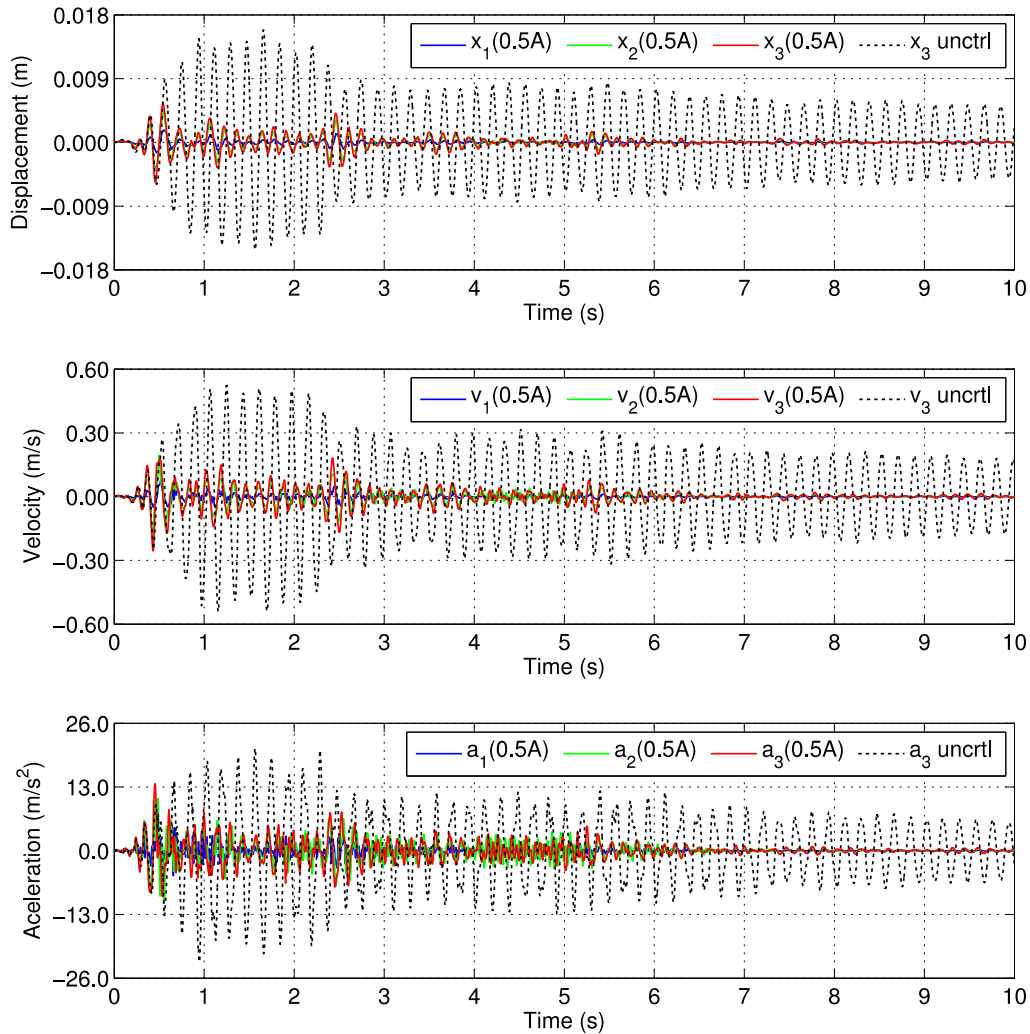 0.018
x1(0.5A) x2(0.5A) x3(0.5A) x3 unctrl
0.009
0.000
−0.009
−0.018
Displacement (m)
0 1 2 3 4 5 6 7 8 9 10
Time (s)
0.60
v1(0.5A) v2(0.5A) v3(0.5A) v3 uncrtl
0.30
0.00
−0.30
−0.60
Velocity (m/s)
0 1 2 3 4 5 6 7 8 9 10
Time (s)
26.0
a1(0.5A) a2(0.5A) a3(0.5A) a3 uncrtl
13.0
0.0
−13.0
−26.0
Aceleration (m/s2)
0 1 2 3 4 5 6 7 8 9 10
Time (s)